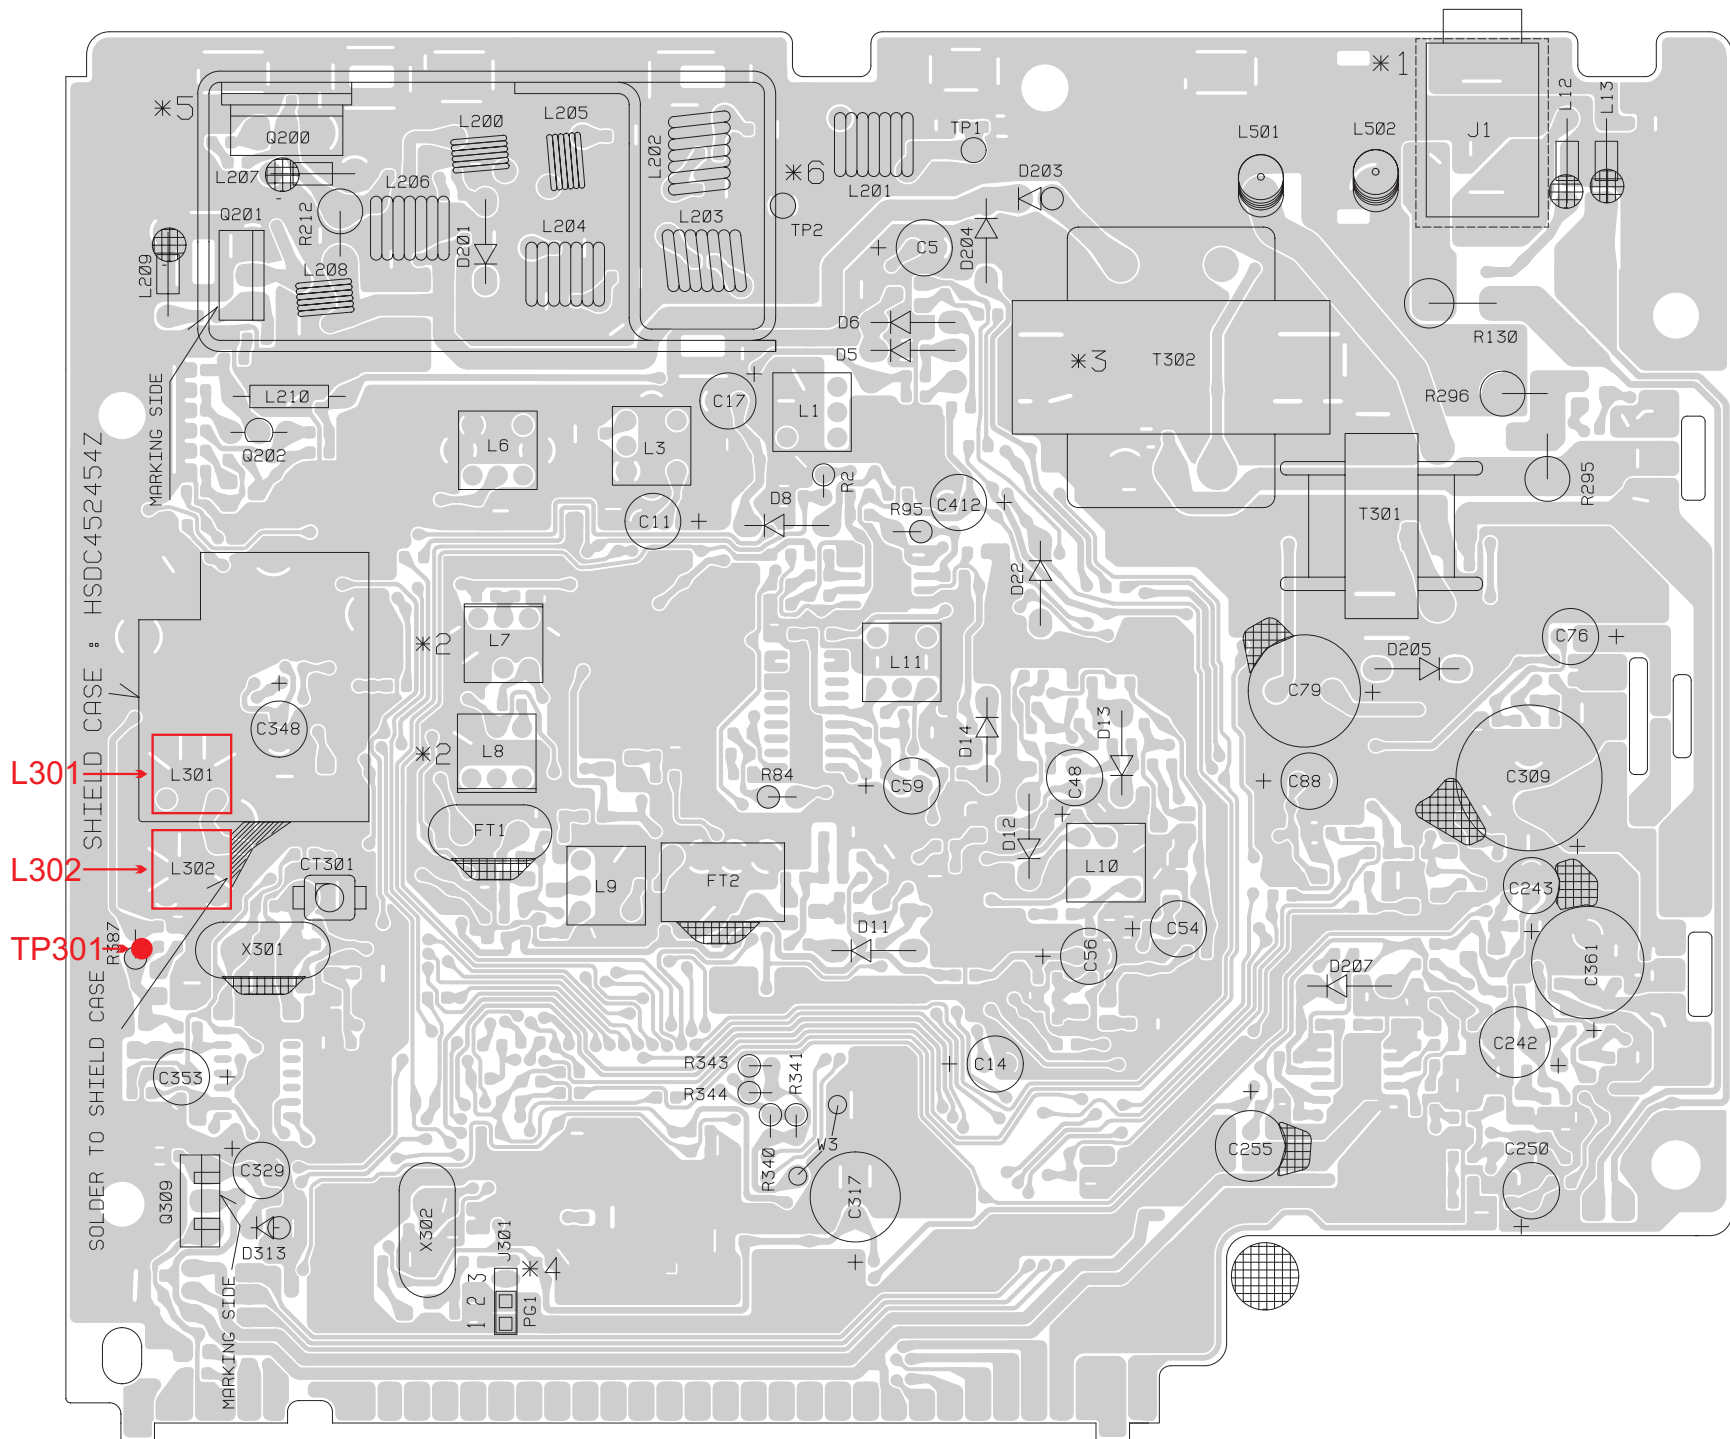 *1
*5
L200
L205
L202
*6
L201
TP1
D203
L501
L502
J1
L12
L13
Q200
L207
L206
Q201
R212
D201
L204
L203
TP2
C5
D204
L209
L208
D6
D5
*3
T302
R130
R296
MARKING SIDE
L210
Q202
C17
L1
L6
L3
R2
D8
C11
R95
C412
T301
R295
SHIELD CASE : HSDC452454Z
D22
*2
L7
L11
C76
D205
C79
C348
*2
L8
D14
D13
L301
L301
R84
C59
C48
C88
C309
FT1
D12
L302
L302
CT301
L9
FT2
L10
C243
TP301
R387
X301
D11
C56
C54
D207
C361
SOLDER TO SHIELD CASE
C353
R343
R344
R341
C14
C242
W3
R340
C329
Q309
C317
C255
C250
D313
X302
J301
*4
1 2 3
PG1
MARKING SIDE